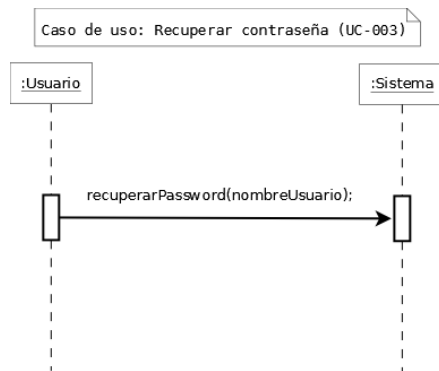 Caso de uso: Recuperar contraseña (UC-003)
:Usuario
:Sistema
recuperarPassword(nombreUsuario);